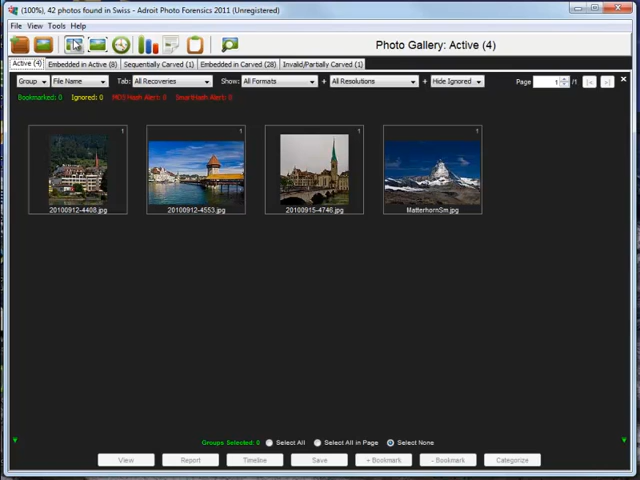 (100%), 42 photos found in Swiss - Adroit Photo Forensics 2011 (Unregistered)
File View Tools Help
Photo Gallery: Active (4)
Active (4) Embedded in Active (8) Sequentially Carved (1) Embedded in Carved (28) Invalid/Partially Carved (1)
Group File Name Tab: All Recoveries Show: All Formats + All Resolutions + Hide Ignored Page 1 /1
Bookmarked: 0 Ignored: 0 MD5 Hash Alert: 0 SmartHash Alert: 0
1 1 1 1
20100912-4408.jpg 20100912-4553.jpg 20100915-4746.jpg MatterhornSm.jpg
Groups Selected: 0 Select All Select All in Page Select None
View Report Timeline Save + Bookmark - Bookmark Categorize